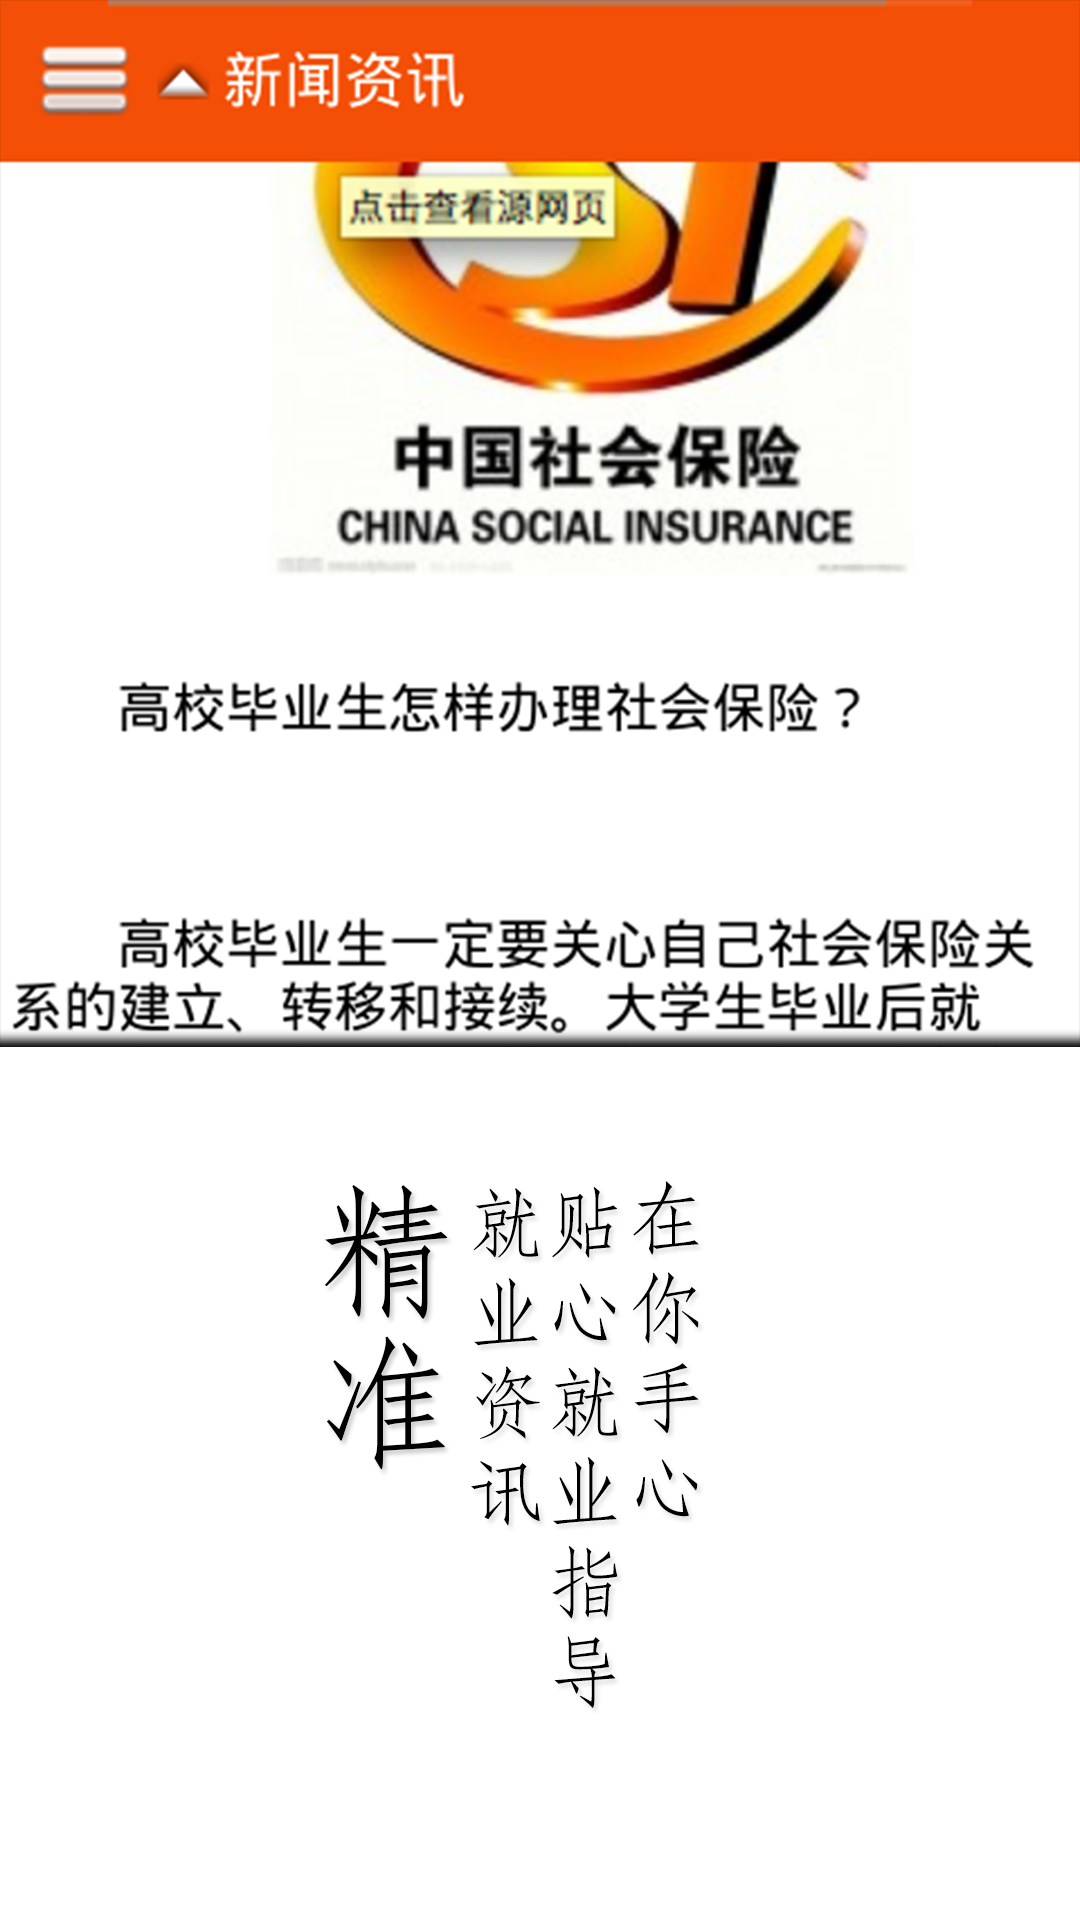 新闻资讯
点击查看源网页
中国社会保险
CHINA SOCIAL INSURANCE
高校毕业生怎样办理社会保险？
高校毕业生一定要关心自己社会保险关
系的建立、转移和接续。大学生毕业后就
精准
就业资讯
贴心就业指导
在你手心